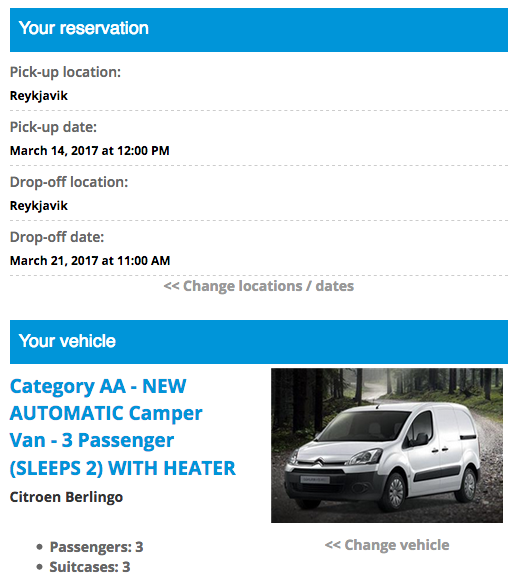 Your reservation
Pick-up location:
Reykjavik
Pick-up date:
March 14, 2017 at 12:00 PM
Drop-off location:
Reykjavik
Drop-off date:
March 21, 2017 at 11:00 AM
<< Change locations / dates
Your vehicle
Category AA - NEW
AUTOMATIC Camper
Van - 3 Passenger
(SLEEPS 2) WITH HEATER
Citroen Berlingo
Passengers: 3
Suitcases: 3
<< Change vehicle